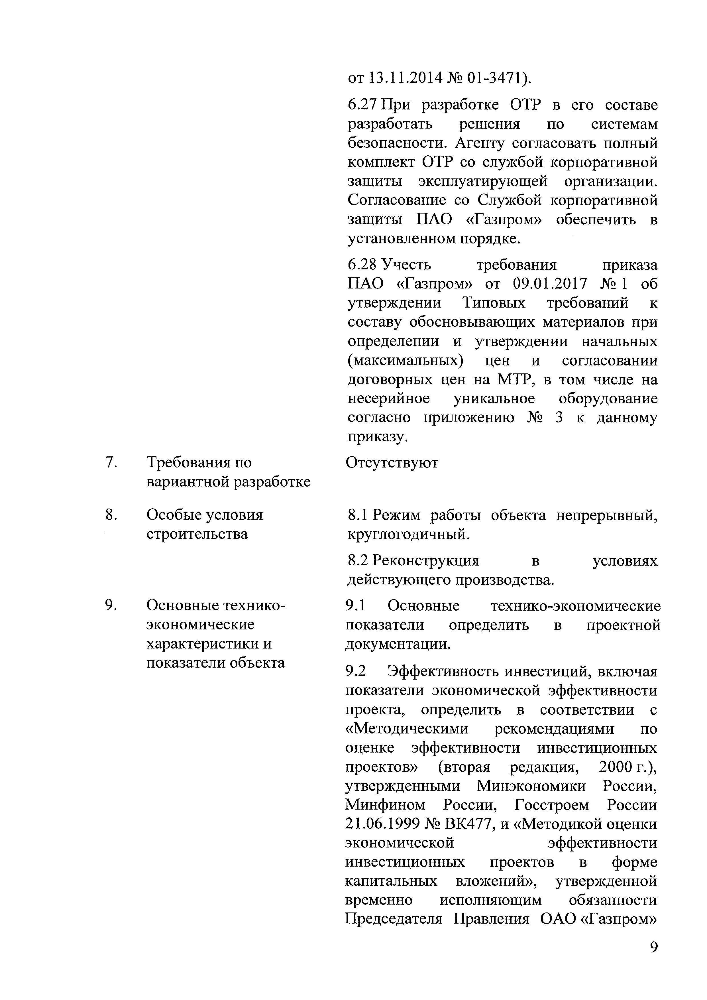 от 13.11.2014 № 01-3471).
6.27 При разработке ОТР в его составе
разработать решения по системам
безопасности. Агенту согласовать полный
комплект ОТР со службой корпоративной
защиты эксплуатирующей организации.
Согласование со Службой корпоративной
защиты ПАО «Газпром» обеспечить в
установленном порядке.
6.28 Учесть требования приказа
ПАО «Газпром» от 09.01.2017 № 1 об
утверждении Типовых требований к
составу обосновывающих материалов при
определении и утверждении начальных
(максимальных) цен и согласовании
договорных цен на МТР, в том числе на
несерийное уникальное оборудование
согласно приложению № 3 к данному
приказу.
7. Требования по
вариантной разработке
Отсутствуют
8. Особые условия
строительства
8.1 Режим работы объекта непрерывный,
круглогодичный.
8.2 Реконструкция в условиях
действующего производства.
9. Основные технико-
экономические
характеристики и
показатели объекта
9.1 Основные технико-экономические
показатели определить в проектной
документации.
9.2 Эффективность инвестиций, включая
показатели экономической эффективности
проекта, определить в соответствии с
«Методическими рекомендациями по
оценке эффективности инвестиционных
проектов» (вторая редакция, 2000 г.),
утвержденными Минэкономики России,
Минфином России, Госстроем России
21.06.1999 № ВК477, и «Методикой оценки
экономической эффективности
инвестиционных проектов в форме
капитальных вложений», утвержденной
временно исполняющим обязанности
Председателя Правления ОАО «Газпром»
9